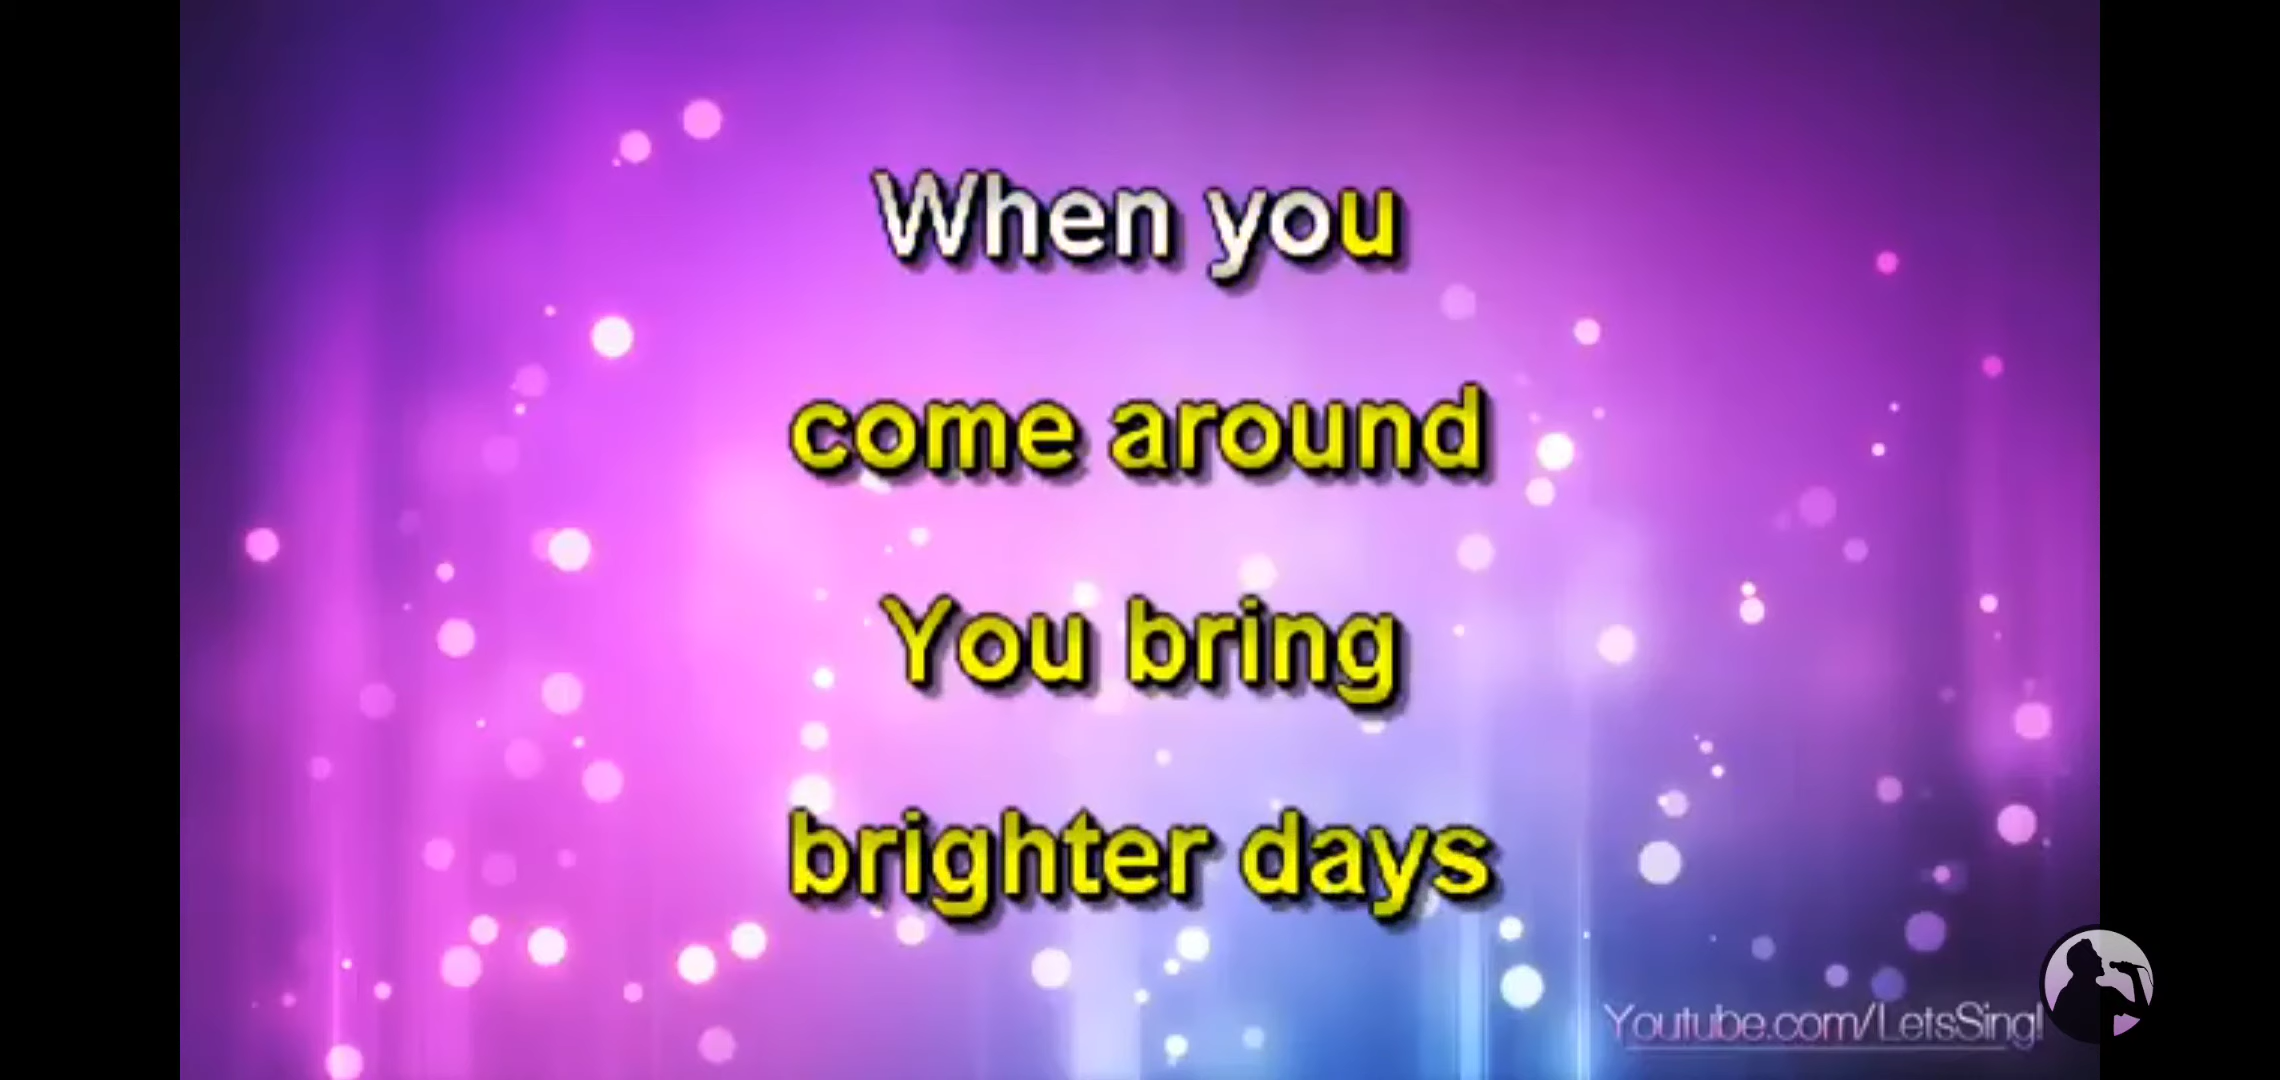 When you
come around
You bring
brighter days
Youtube.com/LetsSing!